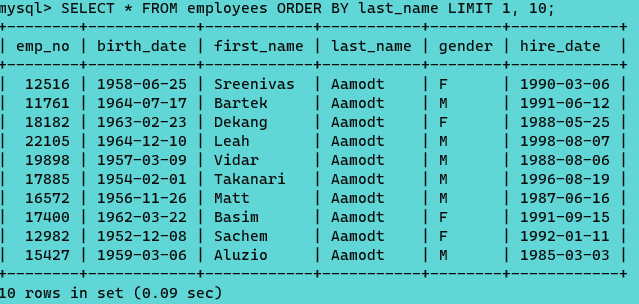 mysql> SELECT * FROM employees ORDER BY last_name LIMIT 1, 10;
+--------+------------+------------+-----------+--------+------------+
| emp_no | birth_date | first_name | last_name | gender | hire_date  |
+--------+------------+------------+-----------+--------+------------+
|  12516 | 1958-06-25 | Sreenivas  | Aamodt    | F      | 1990-03-06 |
|  11761 | 1964-07-17 | Bartek     | Aamodt    | M      | 1991-06-12 |
|  18182 | 1963-02-23 | Dekang     | Aamodt    | F      | 1988-05-25 |
|  22105 | 1964-12-10 | Leah       | Aamodt    | M      | 1998-08-07 |
|  19898 | 1957-03-09 | Vidar      | Aamodt    | M      | 1988-08-06 |
|  17885 | 1954-02-01 | Takanari   | Aamodt    | M      | 1996-08-19 |
|  16572 | 1956-11-26 | Matt       | Aamodt    | M      | 1987-06-16 |
|  17400 | 1962-03-22 | Basim      | Aamodt    | F      | 1991-09-15 |
|  12982 | 1952-12-08 | Sachem     | Aamodt    | F      | 1992-01-11 |
|  15427 | 1959-03-06 | Aluzio     | Aamodt    | M      | 1985-03-03 |
+--------+------------+------------+-----------+--------+------------+
10 rows in set (0.09 sec)